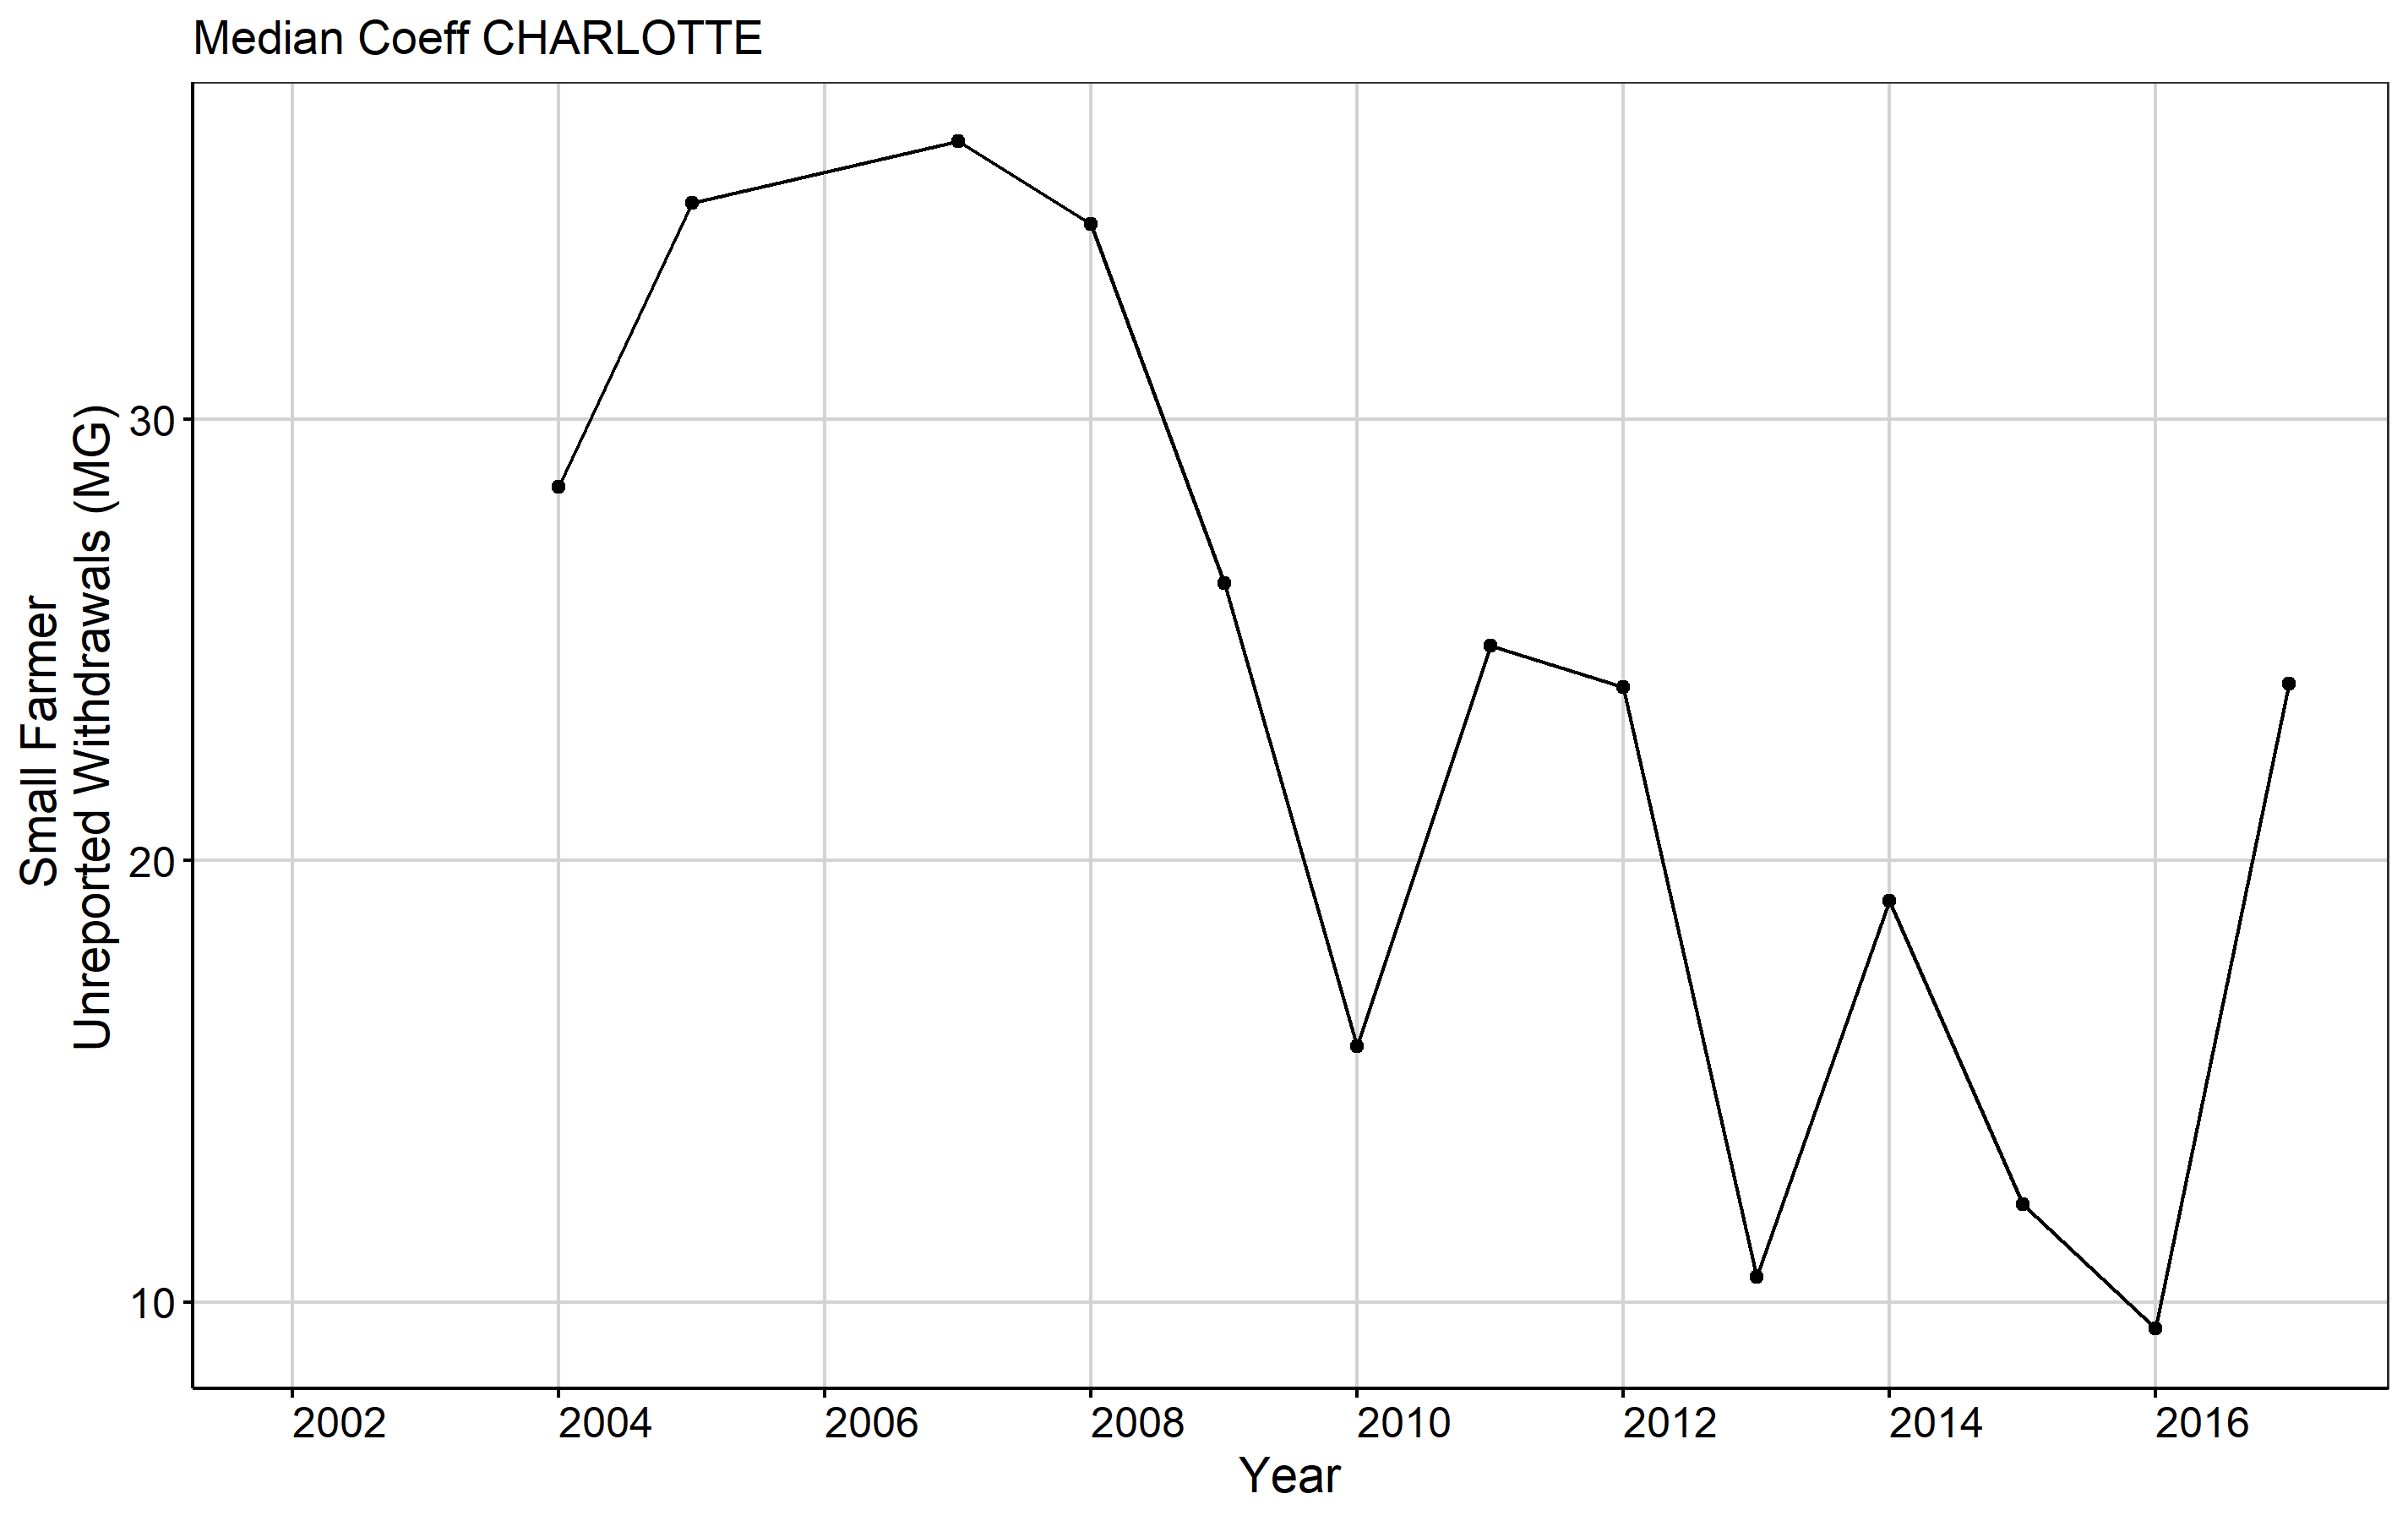 Median Coeff CHARLOTTE
Small Farmer
Unreported Withdrawals (MG)
30
20
10
2002 2004 2006 2008 2010 2012 2014 2016
Year